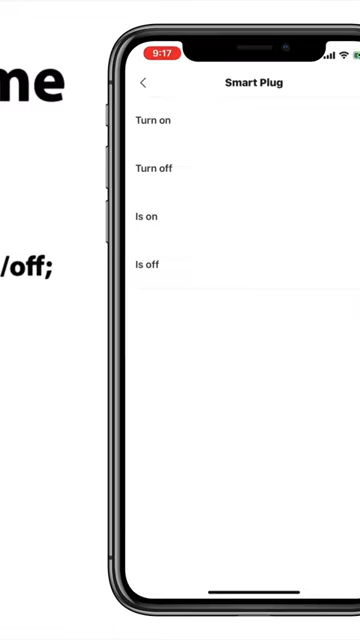 me
/off;
9:17
Smart Plug
Turn on
Turn off
Is on
Is off